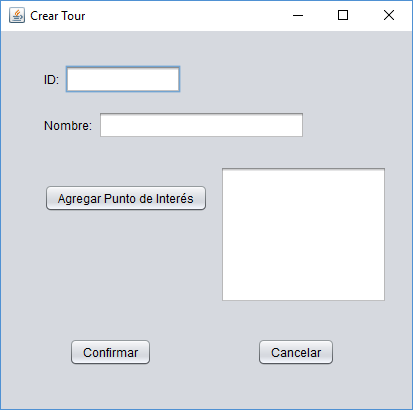 Crear Tour
ID:
Nombre:
Agregar Punto de Interés
Confirmar
Cancelar